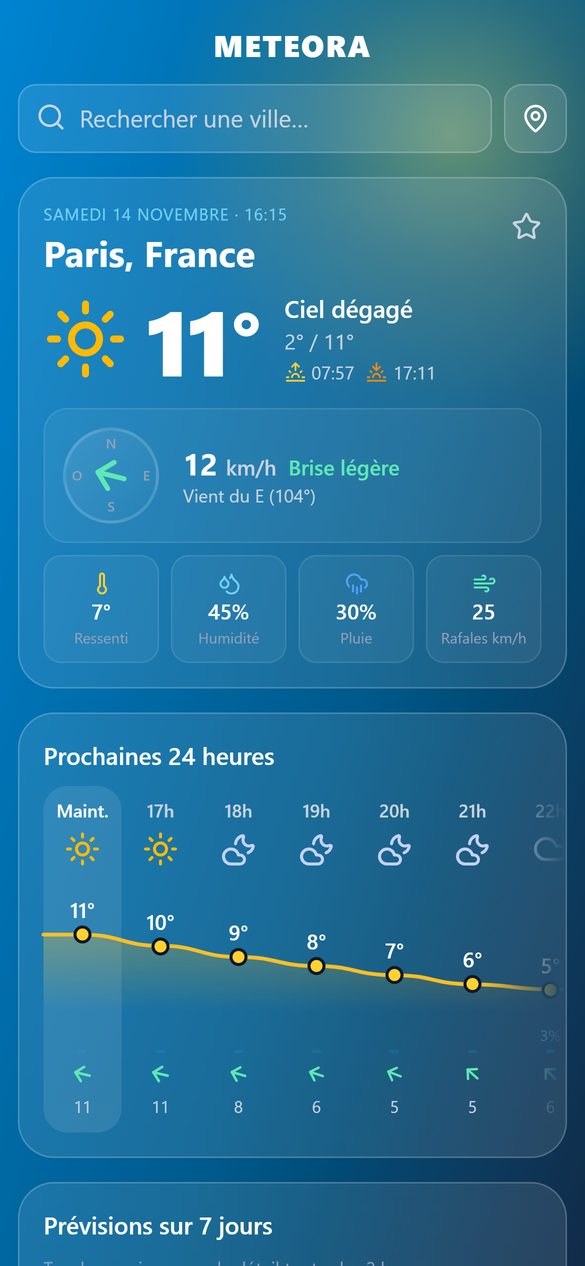 METEORA
Rechercher une ville...
SAMEDI 14 NOVEMBRE · 16:15
Paris, France
11°
Ciel dégagé
2° / 11°
07:57 17:11
N
O E
S
12 km/h Brise légère
Vient du E (104°)
7° 45% 30% 25
Ressenti Humidité Pluie Rafales km/h
Prochaines 24 heures
Maint. 17h 18h 19h 20h 21h 22h
11° 10° 9° 8° 7° 6° 5°
3%
11 11 8 6 5 5 6
Prévisions sur 7 jours